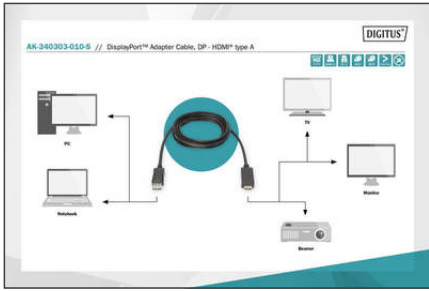 DIGITUS®
AK-340303-010-S // DisplayPort™ Adapter Cable, DP - HDMI® type A
PC
TV
Monitor
Notebook
Beamer